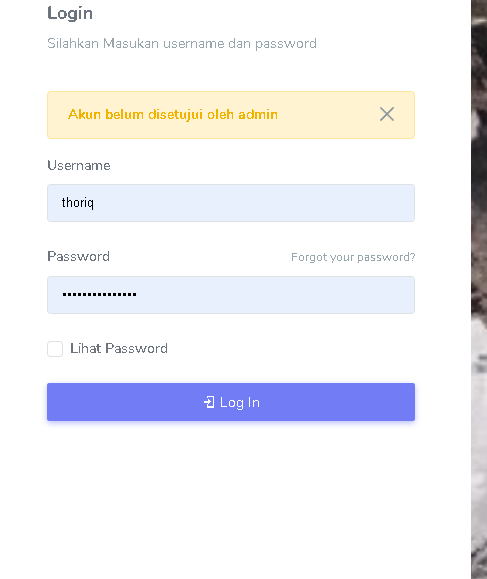 Login
Silahkan Masukan username dan password
Akun belum disetujui oleh admin
Username
thoriq
Password Forgot your password?
•••••••••••••••
Lihat Password
Log In